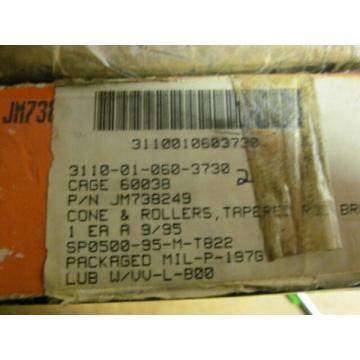 JM738
3110010603730
3110-01-060-3730
2
CAGE 60038
P/N JM738249
CONE & ROLLERS, TAPERED
1 EA A 9/95
SP0500-95-M-T822
PACKAGED MIL-P-197G
LUB W/VV-L-800